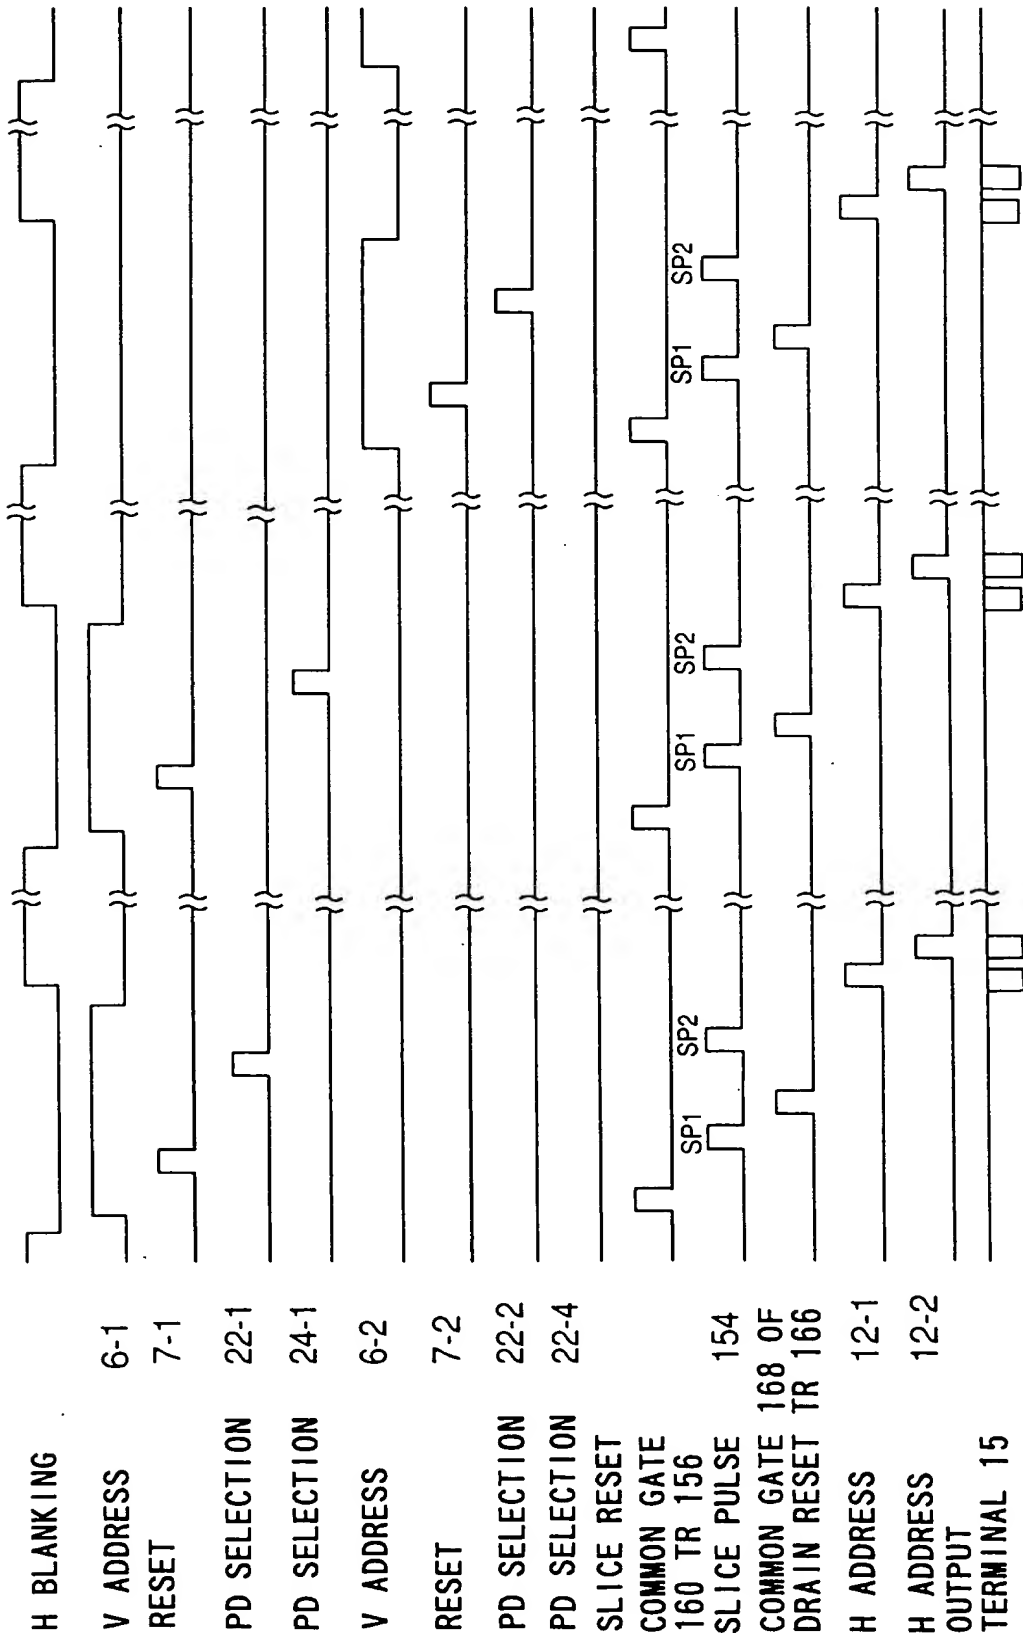 H BLANKING
V ADDRESS 6-1
RESET 7-1
PD SELECTION 22-1
PD SELECTION 24-1
V ADDRESS 6-2
RESET 7-2
PD SELECTION 22-2
PD SELECTION 22-4
SLICE RESET
COMMON GATE
160 TR 156
SLICE PULSE 154
COMMON GATE 168 OF
DRAIN RESET TR 166
H ADDRESS 12-1
H ADDRESS 12-2
OUTPUT
TERMINAL 15
SP1 SP2 SP1 SP2 SP1 SP2